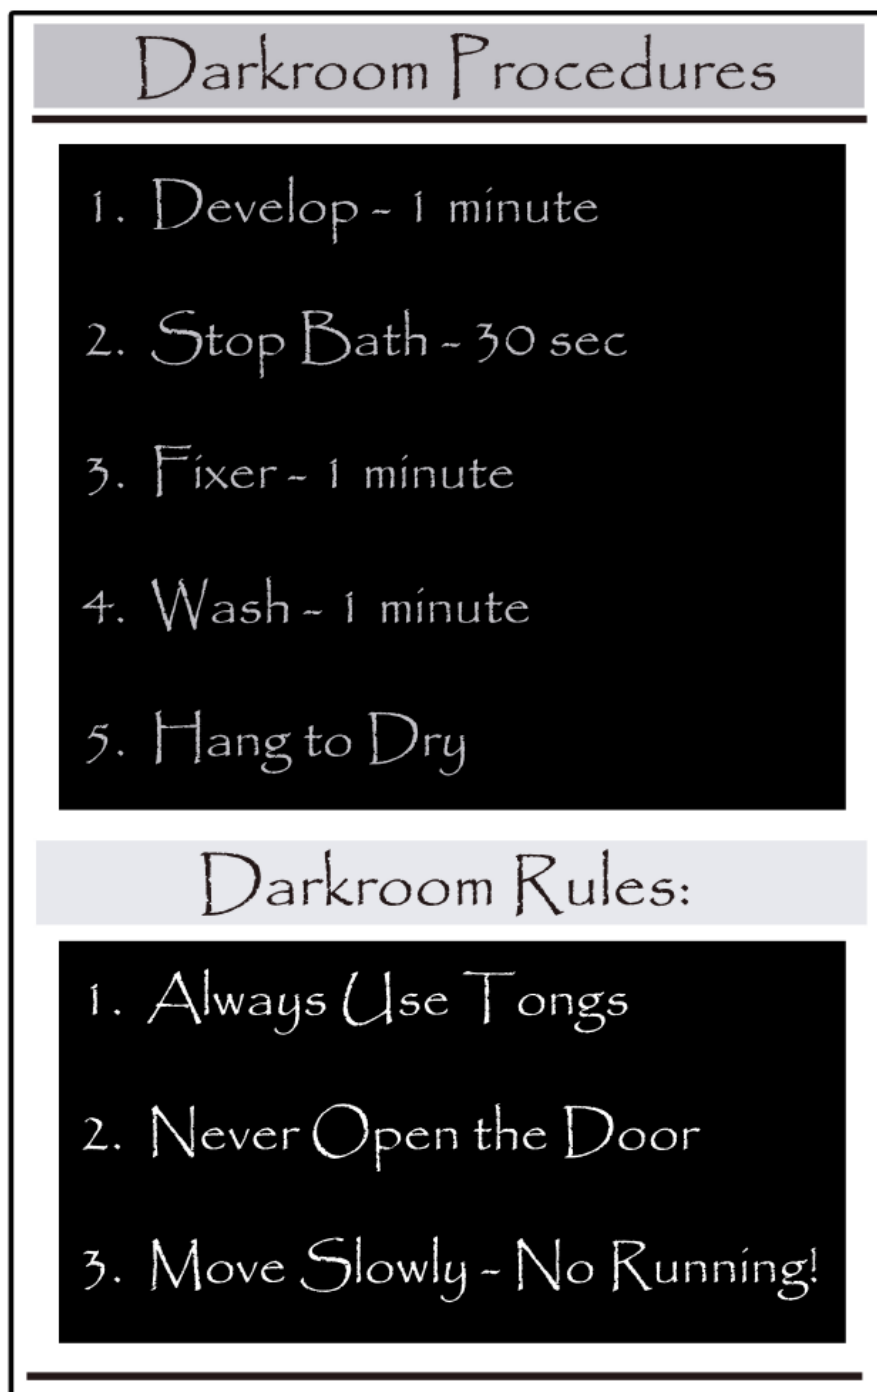 Darkroom Procedures
1. Develop - 1 minute
2. Stop Bath - 30 sec
3. Fixer - 1 minute
4. Wash - 1 minute
5. Hang to Dry
Darkroom Rules:
1. Always Use Tongs
2. Never Open the Door
3. Move Slowly - No Running!